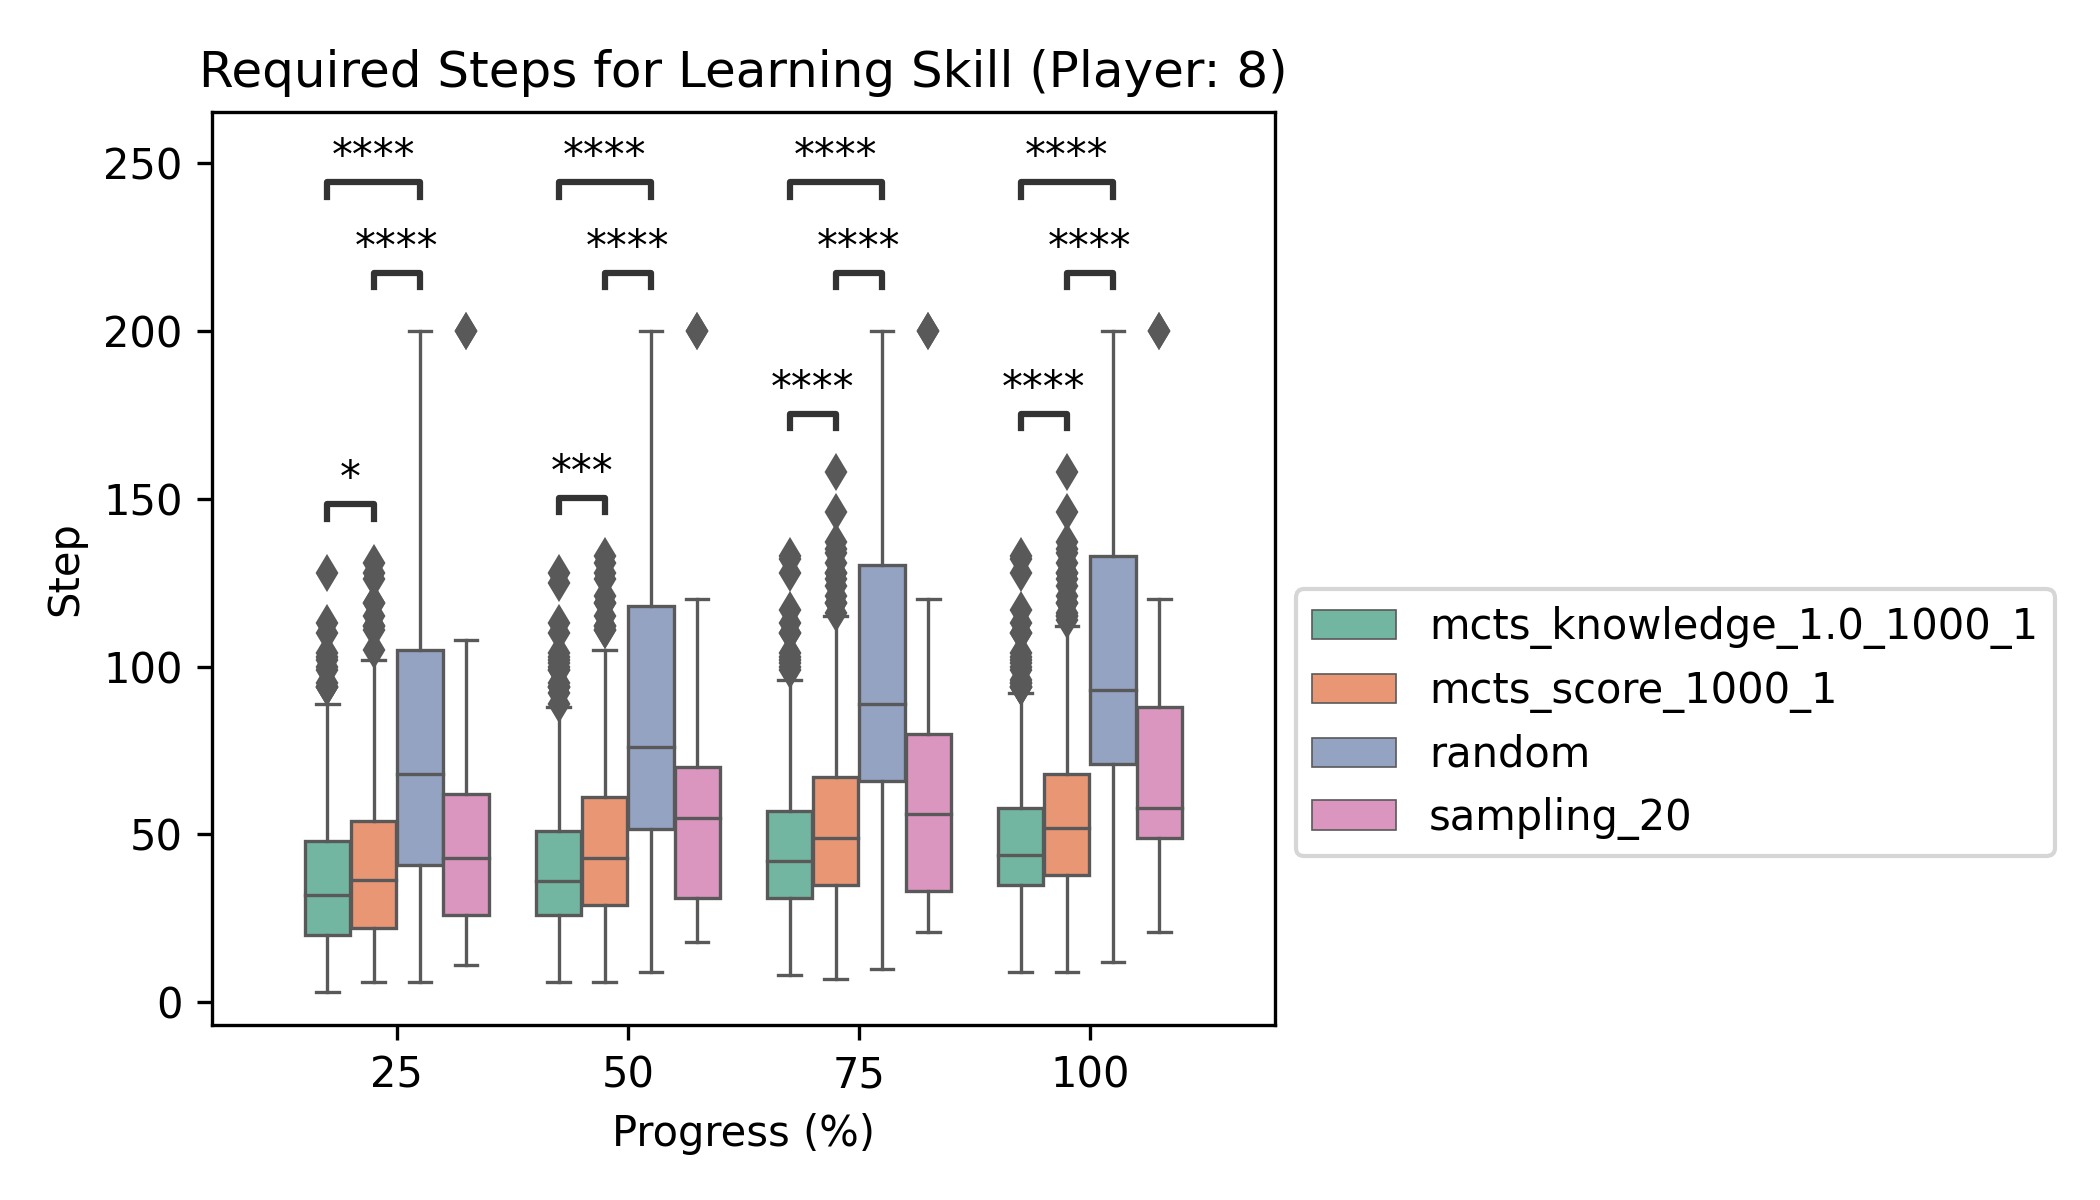 Required Steps for Learning Skill (Player: 8)
250
200
150
100
50
0
Step
**** **** **** ****
**** **** **** ****
**** ****
* ***
25 50 75 100
Progress (%)
mcts_knowledge_1.0_1000_1
mcts_score_1000_1
random
sampling_20